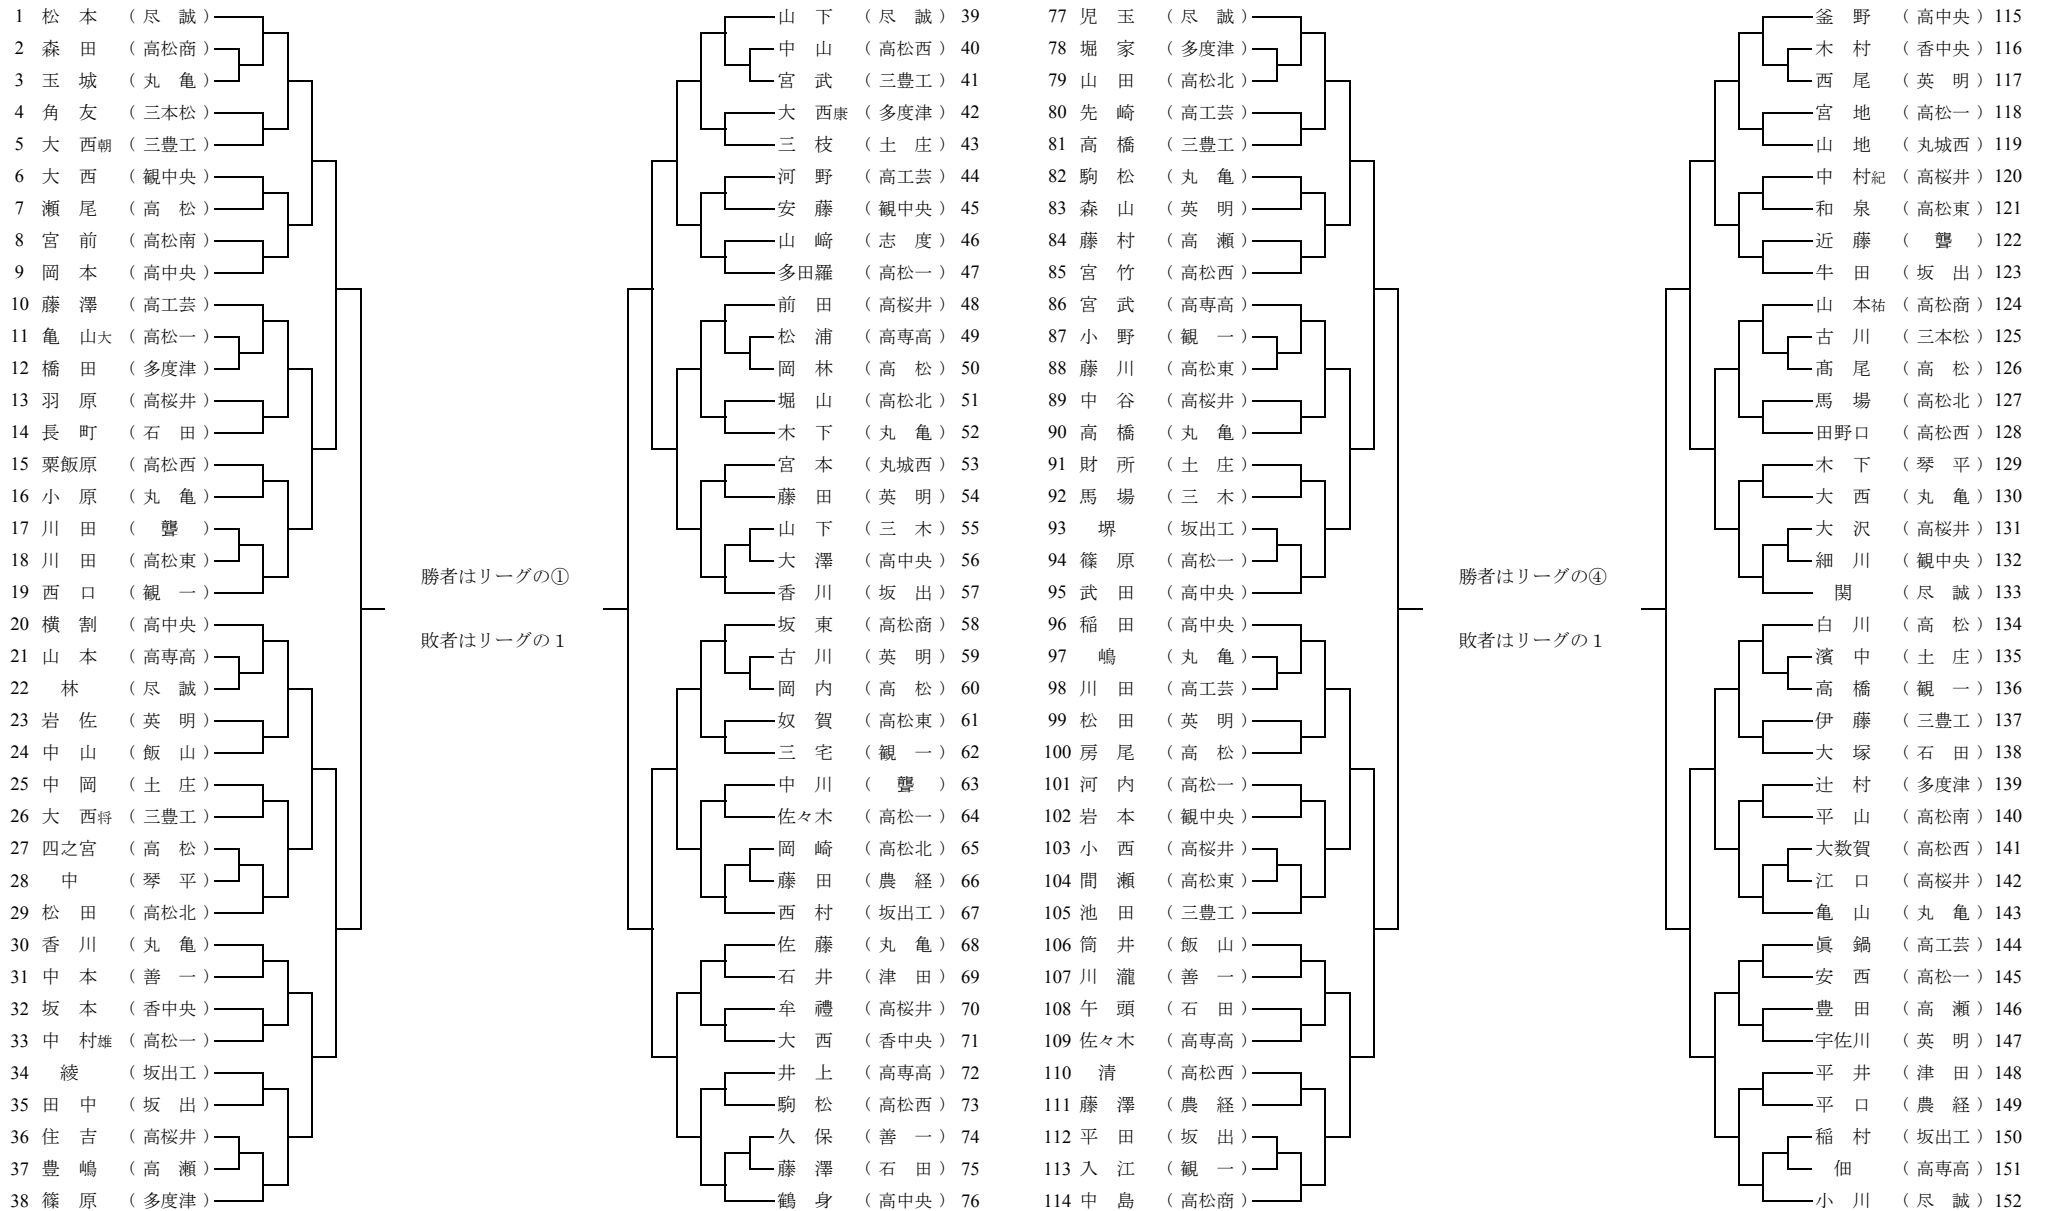 1 松 本 (尽 誠)
2 森 田 (高松商)
3 玉 城 (丸 亀)
4 角 友 (三本松)
5 大 西朝 (三豊工)
6 大 西 (観中央)
7 瀬 尾 (高 松)
8 宮 前 (高松南)
9 岡 本 (高中央)
10 藤 澤 (高工芸)
11 亀 山大 (高松一)
12 橋 田 (多度津)
13 羽 原 (高桜井)
14 長 町 (石 田)
15 粟飯原 (高松西)
16 小 原 (丸 亀)
17 川 田 (聾)
18 川 田 (高松東)
19 西 口 (観 一)
20 横 割 (高中央)
21 山 本 (高専高)
22 林 (尽 誠)
23 岩 佐 (英 明)
24 中 山 (飯 山)
25 中 岡 (土 庄)
26 大 西将 (三豊工)
27 四之宮 (高 松)
28 中 (琴 平)
29 松 田 (高松北)
30 香 川 (丸 亀)
31 中 本 (善 一)
32 坂 本 (香中央)
33 中 村雄 (高松一)
34 綾 (坂出工)
35 田 中 (坂 出)
36 住 吉 (高桜井)
37 豊 嶋 (高 瀬)
38 篠 原 (多度津)
勝者はリーグの①
敗者はリーグの1
山 下 (尽 誠) 39
中 山 (高松西) 40
宮 武 (三豊工) 41
大 西康 (多度津) 42
三 枝 (土 庄) 43
河 野 (高工芸) 44
安 藤 (観中央) 45
山 﨑 (志 度) 46
多田羅 (高松一) 47
前 田 (高桜井) 48
松 浦 (高専高) 49
岡 林 (高 松) 50
堀 山 (高松北) 51
木 下 (丸 亀) 52
宮 本 (丸城西) 53
藤 田 (英 明) 54
山 下 (三 木) 55
大 澤 (高中央) 56
香 川 (坂 出) 57
坂 東 (高松商) 58
古 川 (英 明) 59
岡 内 (高 松) 60
奴 賀 (高松東) 61
三 宅 (観 一) 62
中 川 (聾) 63
佐々木 (高松一) 64
岡 崎 (高松北) 65
藤 田 (農 経) 66
西 村 (坂出工) 67
佐 藤 (丸 亀) 68
石 井 (津 田) 69
牟 禮 (高桜井) 70
大 西 (香中央) 71
井 上 (高専高) 72
駒 松 (高松西) 73
久 保 (善 一) 74
藤 澤 (石 田) 75
鶴 身 (高中央) 76
77 児 玉 (尽 誠)
78 堀 家 (多度津)
79 山 田 (高松北)
80 先 崎 (高工芸)
81 高 橋 (三豊工)
82 駒 松 (丸 亀)
83 森 山 (英 明)
84 藤 村 (高 瀬)
85 宮 竹 (高松西)
86 宮 武 (高専高)
87 小 野 (観 一)
88 藤 川 (高松東)
89 中 谷 (高桜井)
90 高 橋 (丸 亀)
91 財 所 (土 庄)
92 馬 場 (三 木)
93 堺 (坂出工)
94 篠 原 (高松一)
95 武 田 (高中央)
96 稲 田 (高中央)
97 嶋 (丸 亀)
98 川 田 (高工芸)
99 松 田 (英 明)
100 房 尾 (高 松)
101 河 内 (高松一)
102 岩 本 (観中央)
103 小 西 (高桜井)
104 間 瀬 (高松東)
105 池 田 (三豊工)
106 筒 井 (飯 山)
107 川 瀧 (善 一)
108 午 頭 (石 田)
109 佐々木 (高専高)
110 清 (高松西)
111 藤 澤 (農 経)
112 平 田 (坂 出)
113 入 江 (観 一)
114 中 島 (高松商)
勝者はリーグの④
敗者はリーグの1
釜 野 (高中央) 115
木 村 (香中央) 116
西 尾 (英 明) 117
宮 地 (高松一) 118
山 地 (丸城西) 119
中 村紀 (高桜井) 120
和 泉 (高松東) 121
近 藤 (聾) 122
牛 田 (坂 出) 123
山 本祐 (高松商) 124
古 川 (三本松) 125
髙 尾 (高 松) 126
馬 場 (高松北) 127
田野口 (高松西) 128
木 下 (琴 平) 129
大 西 (丸 亀) 130
大 沢 (高桜井) 131
細 川 (観中央) 132
関 (尽 誠) 133
白 川 (高 松) 134
濱 中 (土 庄) 135
高 橋 (観 一) 136
伊 藤 (三豊工) 137
大 塚 (石 田) 138
辻 村 (多度津) 139
平 山 (高松南) 140
大数賀 (高松西) 141
江 口 (高桜井) 142
亀 山 (丸 亀) 143
眞 鍋 (高工芸) 144
安 西 (高松一) 145
豊 田 (高 瀬) 146
宇佐川 (英 明) 147
平 井 (津 田) 148
平 口 (農 経) 149
稲 村 (坂出工) 150
佃 (高専高) 151
小 川 (尽 誠) 152